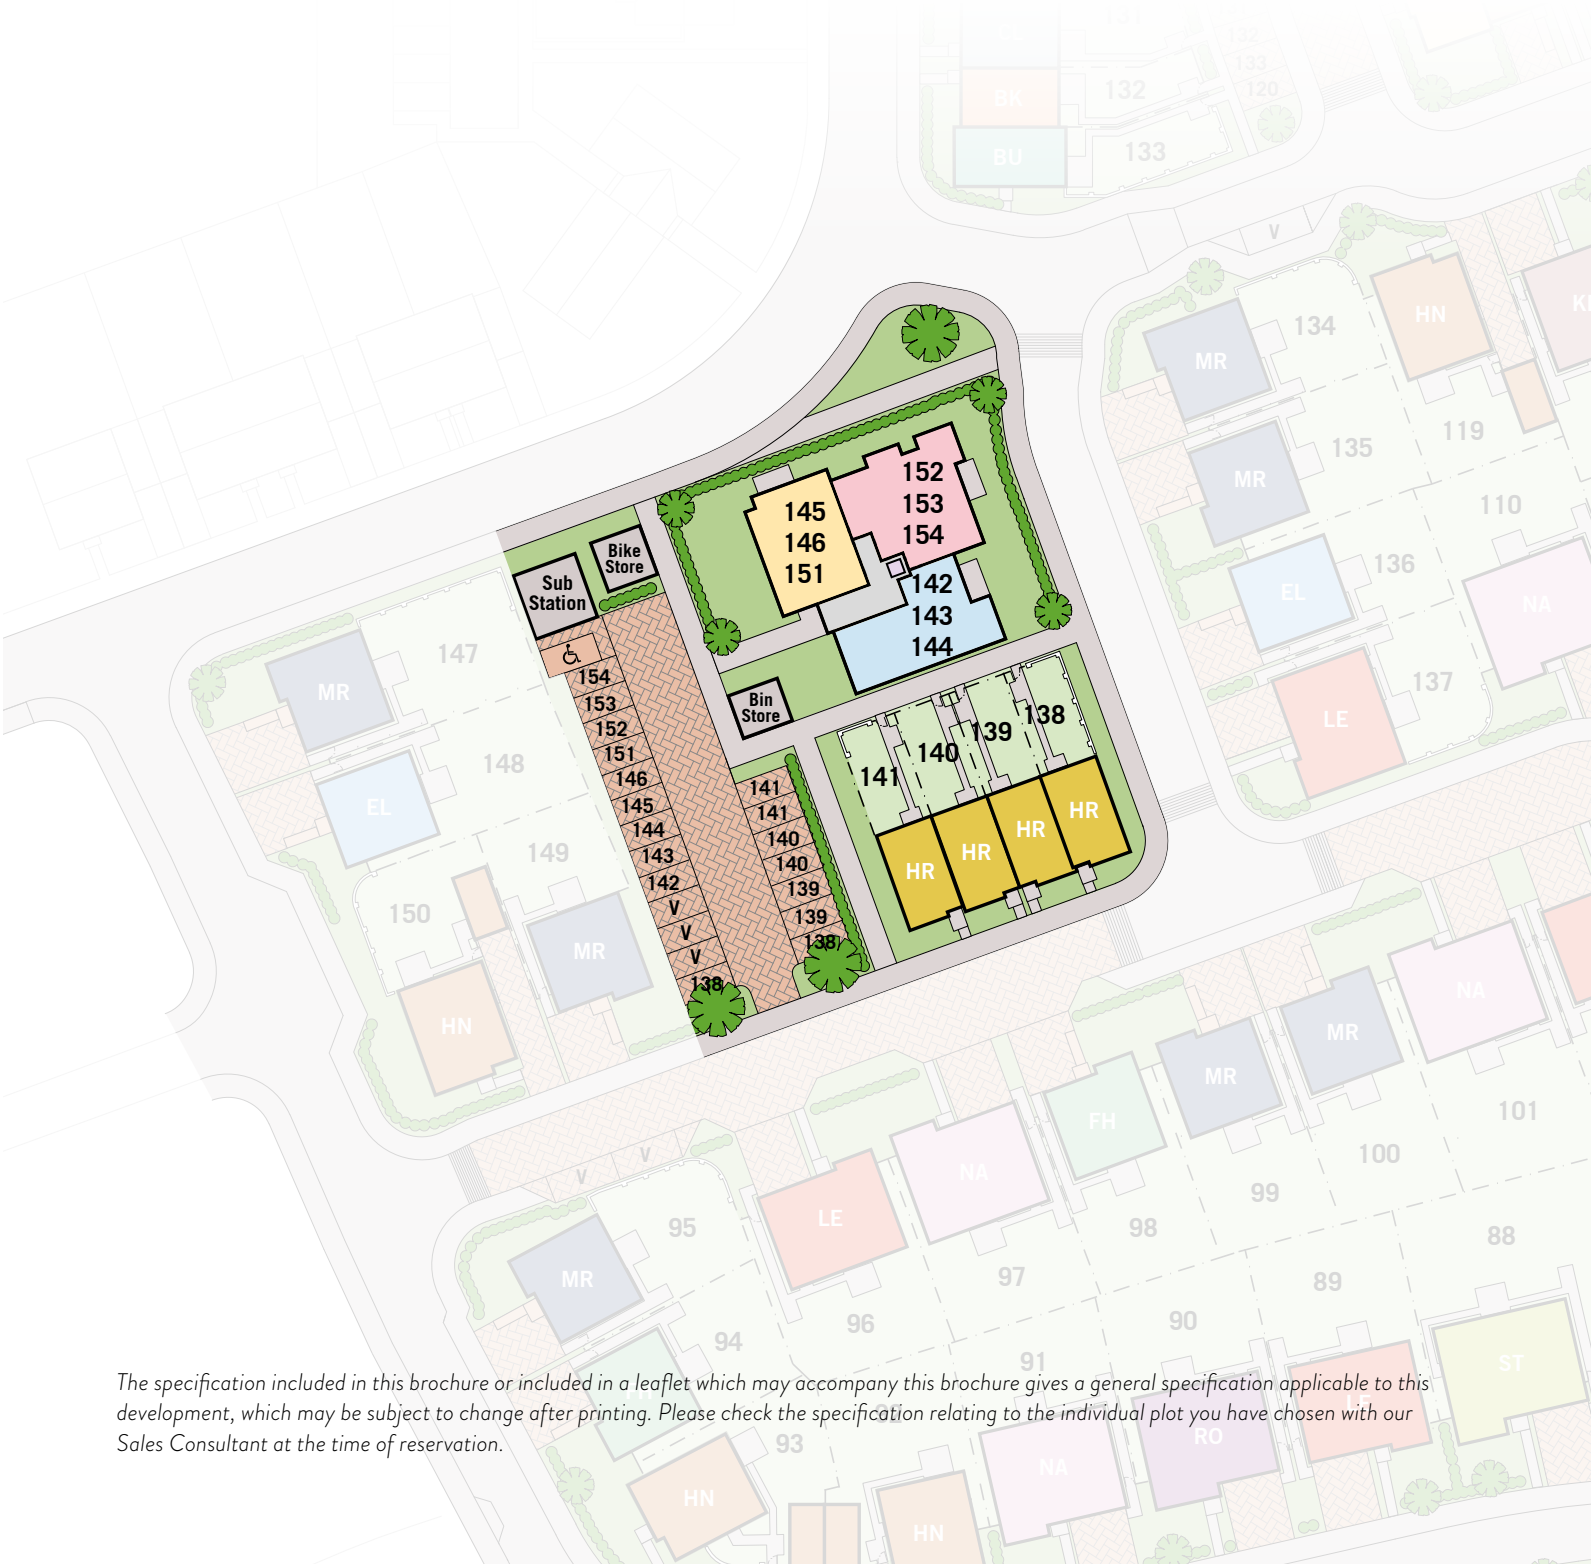 131
132
133
120
BK
132
BU
133
V
134
HN
MR
119
135
MR
110
152
153
154
145
146
151
Bike
Store
Sub
Station
136
EL
NA
142
143
144
147
MR
154
153
152
151
146
145
144
143
142
V
V
V
138
Bin
Store
137
LE
138
139
140
141
148
EL
141
141
140
140
139
139
138
HR
HR
HR
HR
149
150
MR
HN
NA
MR
MR
FH
101
100
99
98
NA
LE
V
V
95
88
97
89
MR
96
90
94
91
ST
The specification included in this brochure or included in a leaflet which may accompany this brochure gives a general specification applicable to this
development, which may be subject to change after printing. Please check the specification relating to the individual plot you have chosen with our
Sales Consultant at the time of reservation.
93
RO
NA
HN
HN